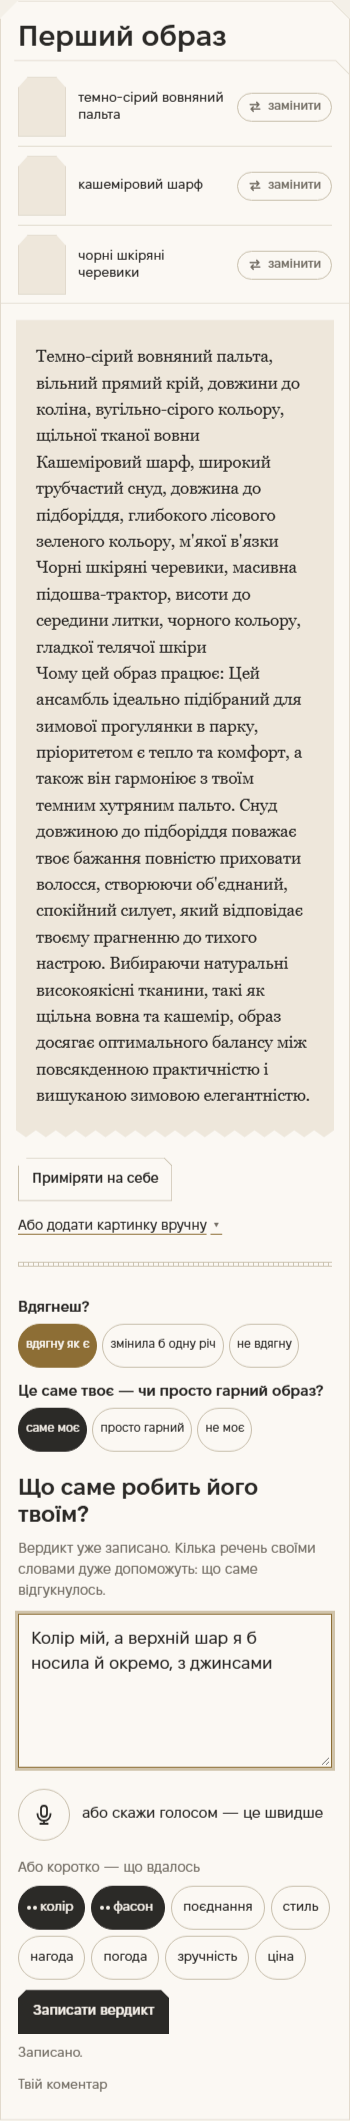 Перший образ
темно-сірий вовняний
пальта
замінити
кашеміровий шарф
замінити
чорні шкіряні
черевики
замінити
Темно-сірий вовняний пальта,
вільний прямий крій, довжини до
коліна, вугільно-сірого кольору,
щільної тканої вовни
Кашеміровий шарф, широкий
трубчастий снуд, довжина до
підборіддя, глибокого лісового
зеленого кольору, м'якої в'язки
Чорні шкіряні черевики, масивна
підошва-трактор, висоти до
середини литки, чорного кольору,
гладкої телячої шкіри
Чому цей образ працює: Цей
ансамбль ідеально підібраний для
зимової прогулянки в парку,
пріоритетом є тепло та комфорт, а
також він гармоніює з твоїм
темним хутряним пальто. Снуд
довжиною до підборіддя поважає
твоє бажання повністю приховати
волосся, створюючи об'єднаний,
спокійний силует, який відповідає
твоєму прагненню до тихого
настрою. Вибираючи натуральні
високоякісні тканини, такі як
щільна вовна та кашемір, образ
досягає оптимального балансу між
повсякденною практичністю і
вишуканою зимовою елегантністю.
Приміряти на себе
Або додати картинку вручну
Вдягнеш?
вдягну як є
змінила б одну річ
не вдягну
Це саме твоє — чи просто гарний образ?
саме моє
просто гарний
не моє
Що саме робить його
твоїм?
Вердикт уже записано. Кілька речень своїми
словами дуже допоможуть: що саме
відгукнулось.
Колір мій, а верхній шар я б
носила й окремо, з джинсами
або скажи голосом — це швидше
Або коротко — що вдалось
колір
фасон
поєднання
стиль
нагода
погода
зручність
ціна
Записати вердикт
Записано.
Твій коментар